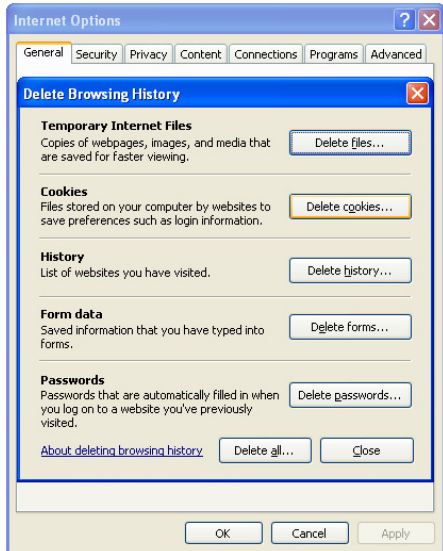 Internet Options
General Security Privacy Content Connections Programs Advanced
Delete Browsing History
Temporary Internet Files
Copies of webpages, images, and media that
are saved for faster viewing.
Delete files...
Cookies
Files stored on your computer by websites to
save preferences such as login information.
Delete cookies...
History
List of websites you have visited.
Delete history...
Form data
Saved information that you have typed into
forms.
Delete forms...
Passwords
Passwords that are automatically filled in when
you log on to a website you've previously
visited.
Delete passwords...
About deleting browsing history Delete all... Close
OK Cancel Apply